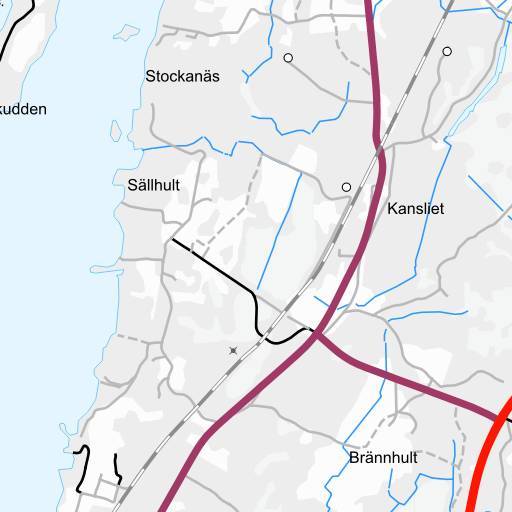 Stockanäs
kudden
Sällhult
Kansliet
Brännhult